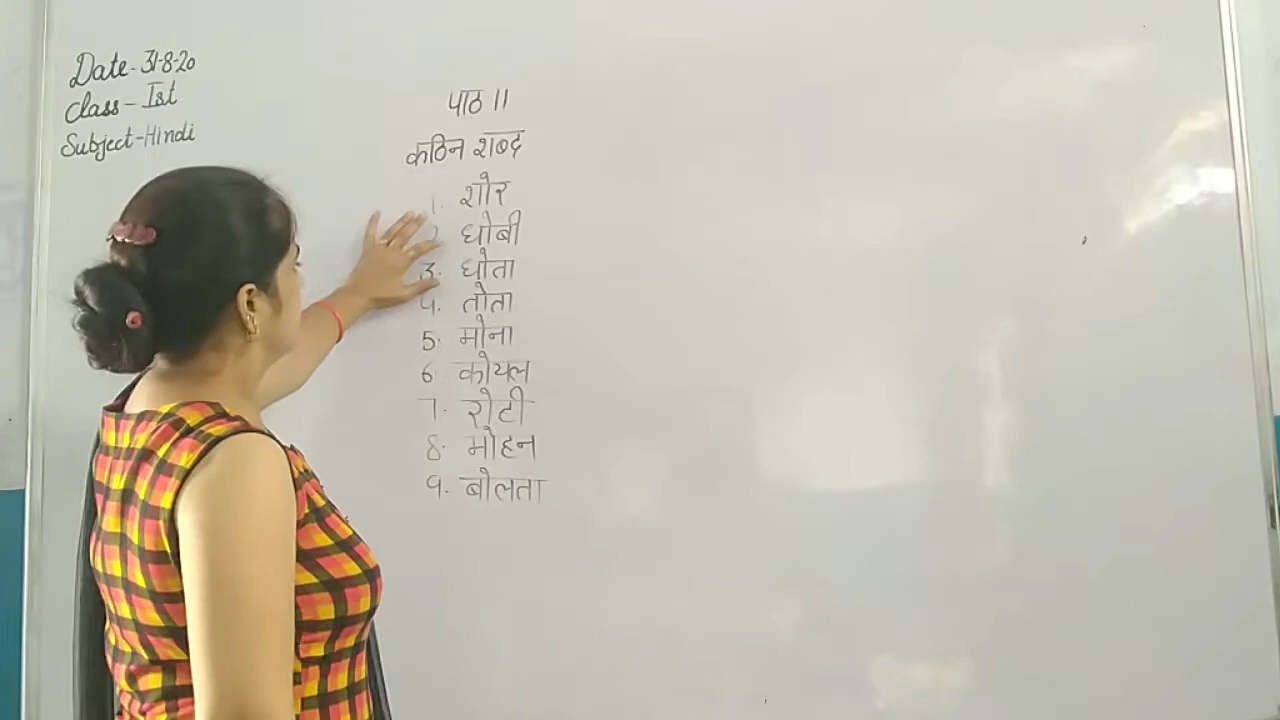 Date- 31-8-20
Class- Ist
Subject-Hindi
पाठ 11
कठिन शब्द
1. शोर
2 धोबी
3. धोता
4. तोता
5. मोना
6. कोयल
7. रोटी
8. मोहन
9. बोलता